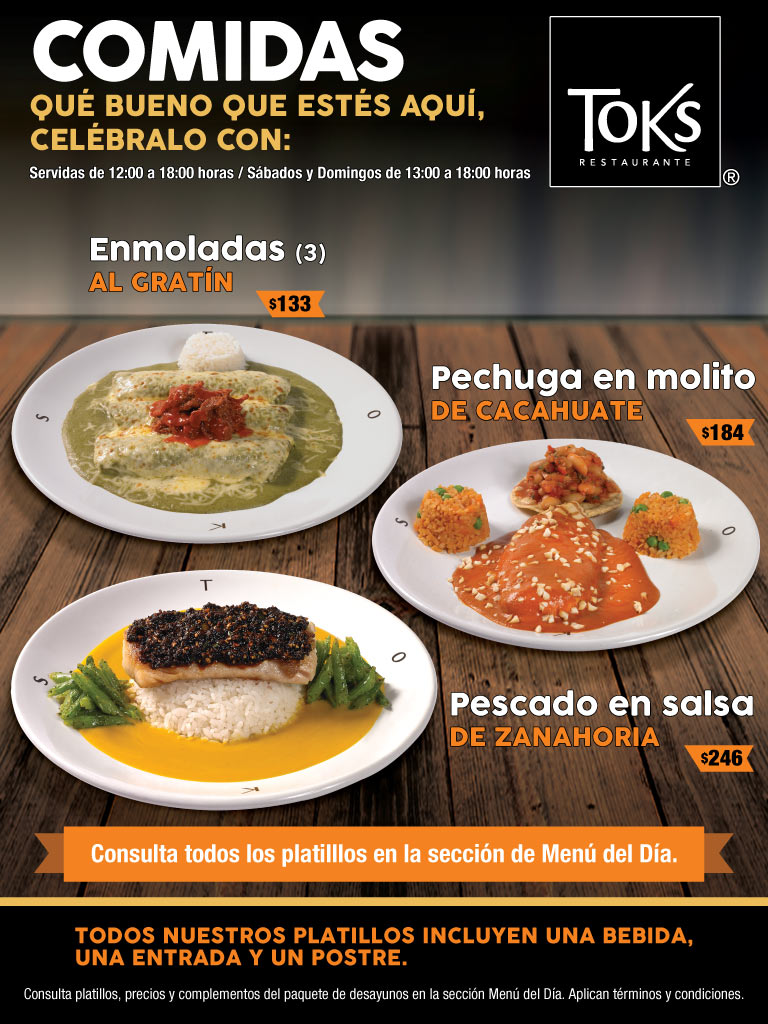 COMIDAS
QUÉ BUENO QUE ESTÉS AQUÍ,
CELÉBRALO CON:
Servidas de 12:00 a 18:00 horas / Sábados y Domingos de 13:00 a 18:00 horas
TOKS
RESTAURANTE
®
Enmoladas (3)
AL GRATÍN
$133
Pechuga en molito
DE CACAHUATE
$184
T
O
K
S
S
O
K
T
O
K
S
Pescado en salsa
DE ZANAHORIA
$246
Consulta todos los platilllos en la sección de Menú del Día.
TODOS NUESTROS PLATILLOS INCLUYEN UNA BEBIDA,
UNA ENTRADA Y UN POSTRE.
Consulta platillos, precios y complementos del paquete de desayunos en la sección Menú del Día. Aplican términos y condiciones.